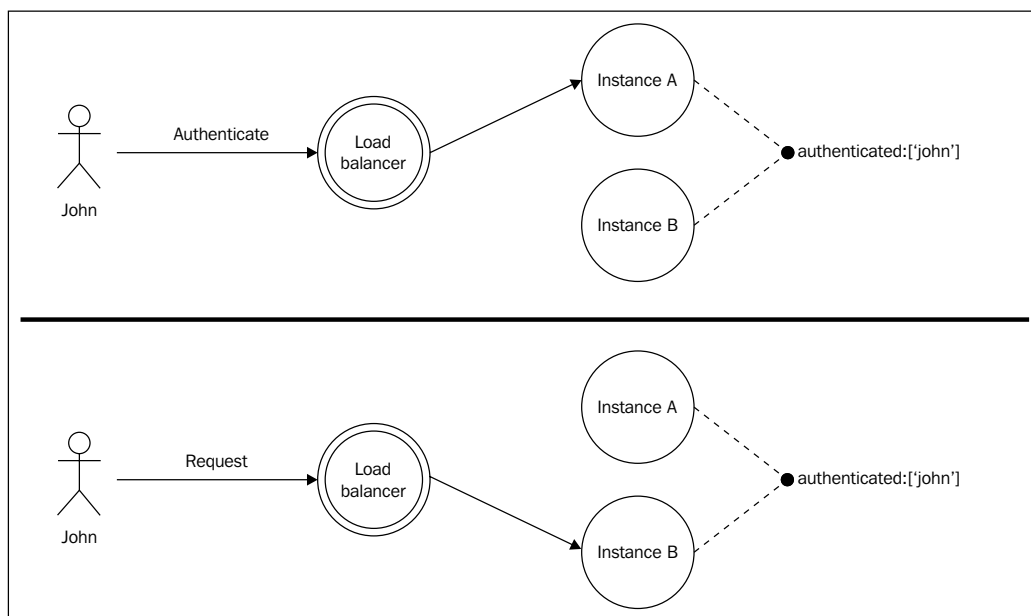 Instance A
Authenticate
Load
balancer
authenticated:[‘john’]
John
Instance B
Instance A
Request
Load
balancer
authenticated:[‘john’]
John
Instance B